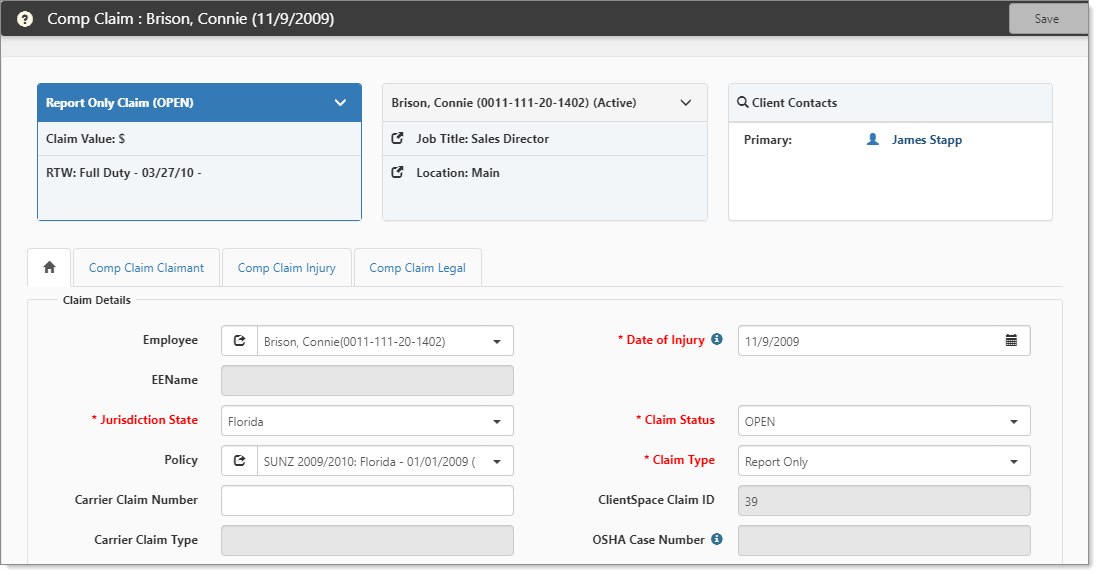 Comp Claim : Brison, Connie (11/9/2009)
Save
Report Only Claim (OPEN)
Claim Value: $
RTW: Full Duty - 03/27/10 -
Brison, Connie (0011-111-20-1402) (Active)
Job Title: Sales Director
Location: Main
Client Contacts
Primary: James Stapp
Comp Claim Claimant
Comp Claim Injury
Comp Claim Legal
Claim Details
Employee Brison, Connie(0011-111-20-1402)
* Date of Injury 11/9/2009
EEName
* Jurisdiction State Florida
* Claim Status OPEN
Policy SUNZ 2009/2010: Florida - 01/01/2009 (
* Claim Type Report Only
Carrier Claim Number
ClientSpace Claim ID 39
Carrier Claim Type
OSHA Case Number